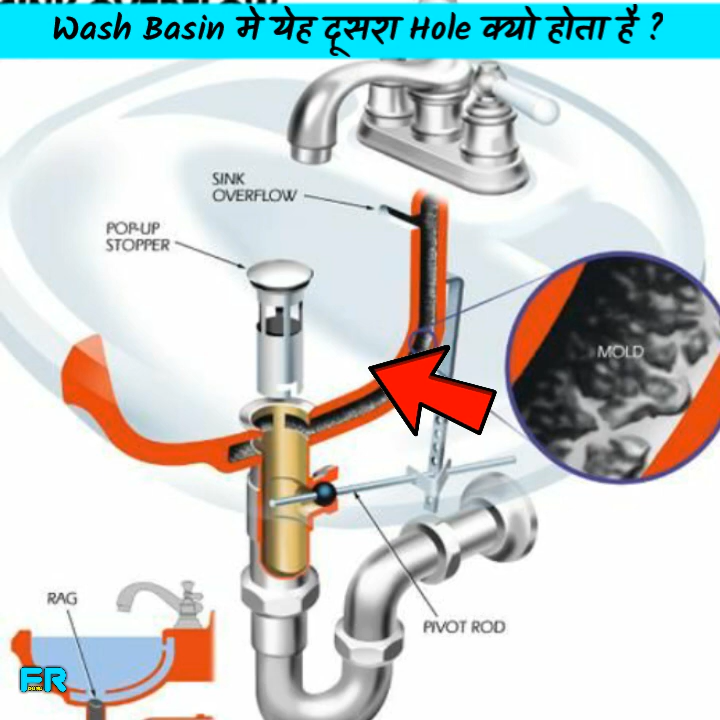 Wash Basin मे येह दूसरा Hole क्यो होता है ?
SINK
OVERFLOW
POP-UP
STOPPER
MOLD
RAG
PIVOT ROD
FR